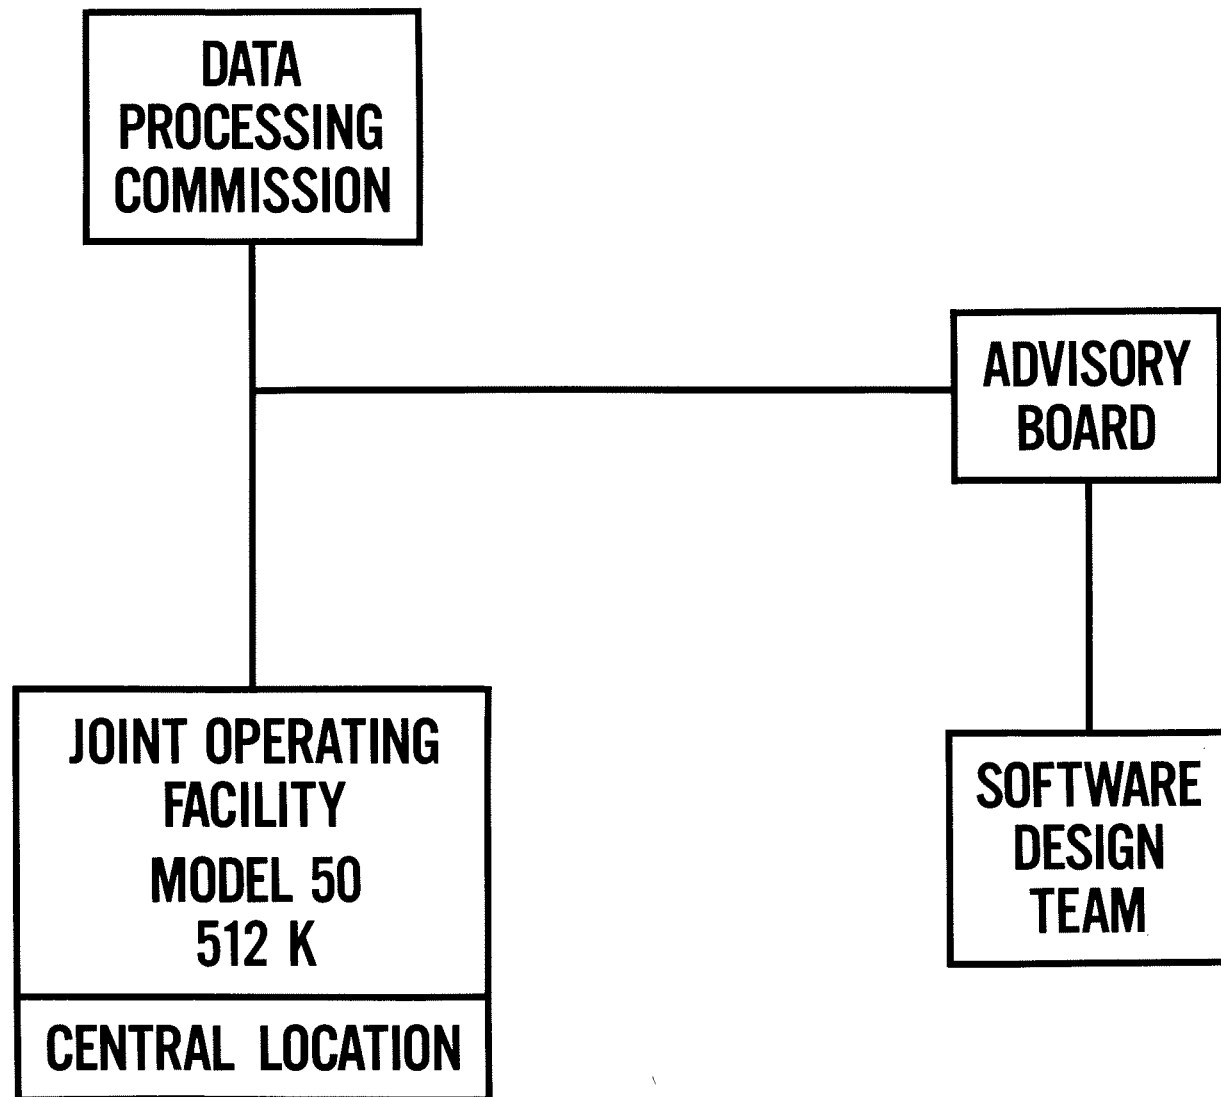 DATA
PROCESSING
COMMISSION
ADVISORY
BOARD
JOINT OPERATING
FACILITY
MODEL 50
512 K
CENTRAL LOCATION
SOFTWARE
DESIGN
TEAM